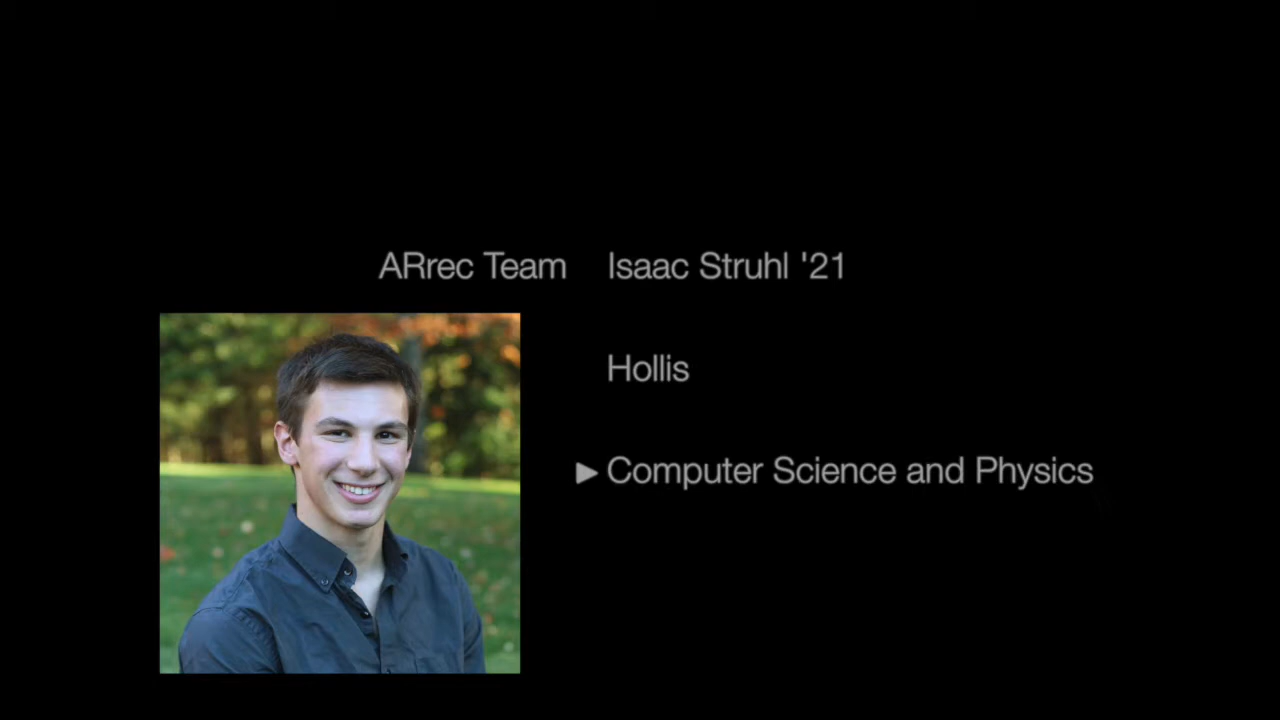 ARrec Team Isaac Struhl '21
Hollis
▶ Computer Science and Physics